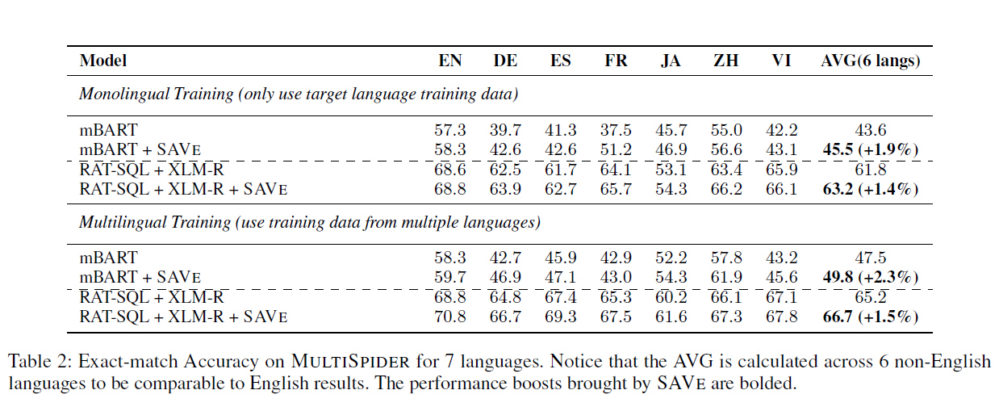 Model EN DE ES FR JA ZH VI AVG(6 langs)
Monolingual Training (only use target language training data)
mBART 57.3 39.7 41.3 37.5 45.7 55.0 42.2 43.6
mBART + SAVE 58.3 42.6 42.6 51.2 46.9 56.6 43.1 45.5 (+1.9%)
RAT-SQL + XLM-R 68.6 62.5 61.7 64.1 53.1 63.4 65.9 61.8
RAT-SQL + XLM-R + SAVE 68.8 63.9 62.7 65.7 54.3 66.2 66.1 63.2 (+1.4%)
Multilingual Training (use training data from multiple languages)
mBART 58.3 42.7 45.9 42.9 52.2 57.8 43.2 47.5
mBART + SAVE 59.7 46.9 47.1 43.0 54.3 61.9 45.6 49.8 (+2.3%)
RAT-SQL + XLM-R 68.8 64.8 67.4 65.3 60.2 66.1 67.1 65.2
RAT-SQL + XLM-R + SAVE 70.8 66.7 69.3 67.5 61.6 67.3 67.8 66.7 (+1.5%)
Table 2: Exact-match Accuracy on MULTISPIDER for 7 languages. Notice that the AVG is calculated across 6 non-English
languages to be comparable to English results. The performance boosts brought by SAVE are bolded.